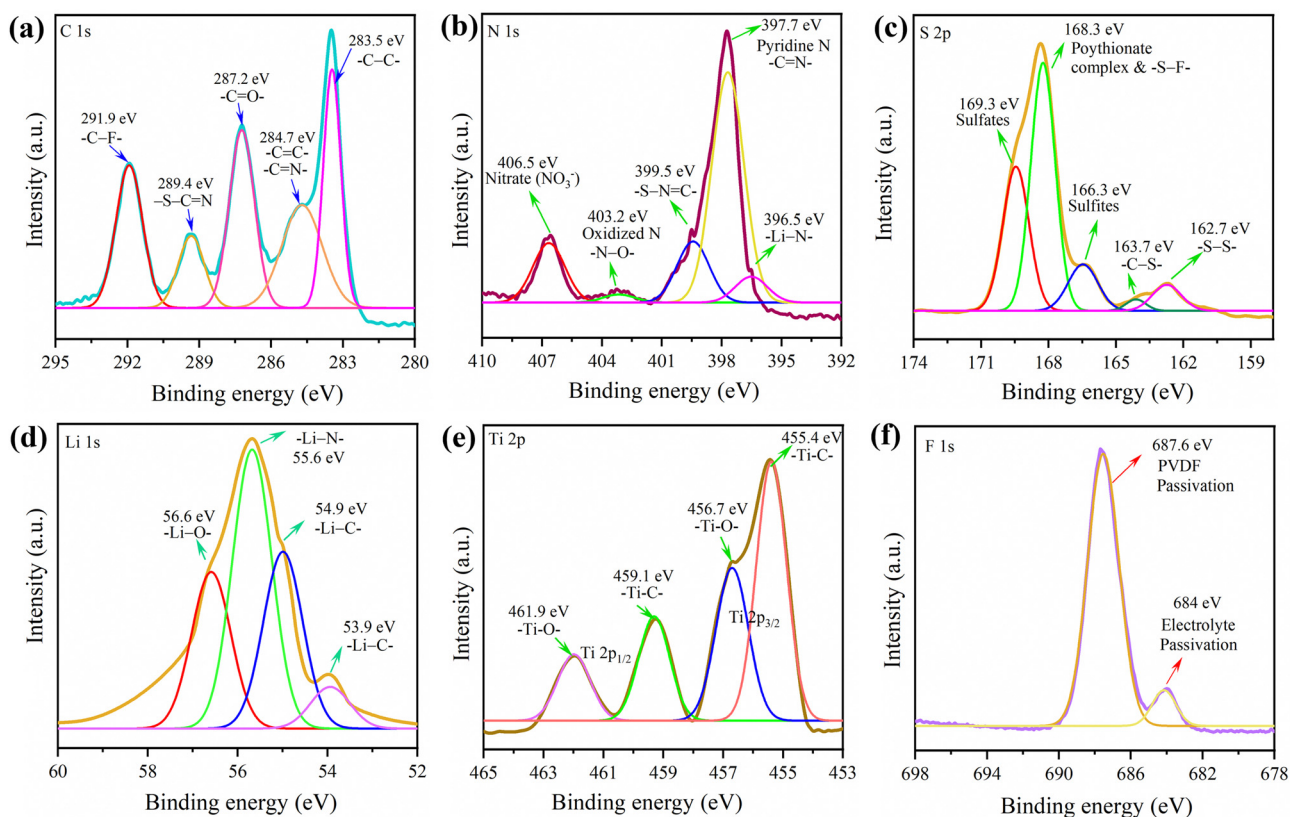 (a)
C 1s
283.5 eV
-C–C-
287.2 eV
-C=O-
284.7 eV
-C=C-
-C=N-
291.9 eV
-C–F-
289.4 eV
–S–C=N
Intensity (a.u.)
295 292 289 286 283 280
Binding energy (eV)
(b)
N 1s
397.7 eV
Pyridine N
-C=N-
406.5 eV
Nitrate (NO₃⁻)
399.5 eV
-S–N=C-
403.2 eV
Oxidized N
-N–O-
396.5 eV
-Li–N-
Intensity (a.u.)
410 407 404 401 398 395 392
Binding energy (eV)
(c)
S 2p
168.3 eV
Poythionate
complex & -S–F-
169.3 eV
Sulfates
166.3 eV
Sulfites
163.7 eV
-C–S-
162.7 eV
-S–S-
Intensity (a.u.)
174 171 168 165 162 159
Binding energy (eV)
(d)
Li 1s
-Li–N-
55.6 eV
56.6 eV
-Li–O-
54.9 eV
-Li–C-
53.9 eV
-Li–C-
Intensity (a.u.)
60 58 56 54 52
Binding energy (eV)
(e)
Ti 2p
455.4 eV
-Ti-C-
456.7 eV
-Ti-O-
459.1 eV
-Ti-C-
461.9 eV
-Ti-O-
Ti 2p₁/₂
Ti 2p₃/₂
Intensity (a.u.)
465 463 461 459 457 455 453
Binding energy (eV)
(f)
F 1s
687.6 eV
PVDF
Passivation
684 eV
Electrolyte
Passivation
Intensity (a.u.)
698 694 690 686 682 678
Binding energy (eV)